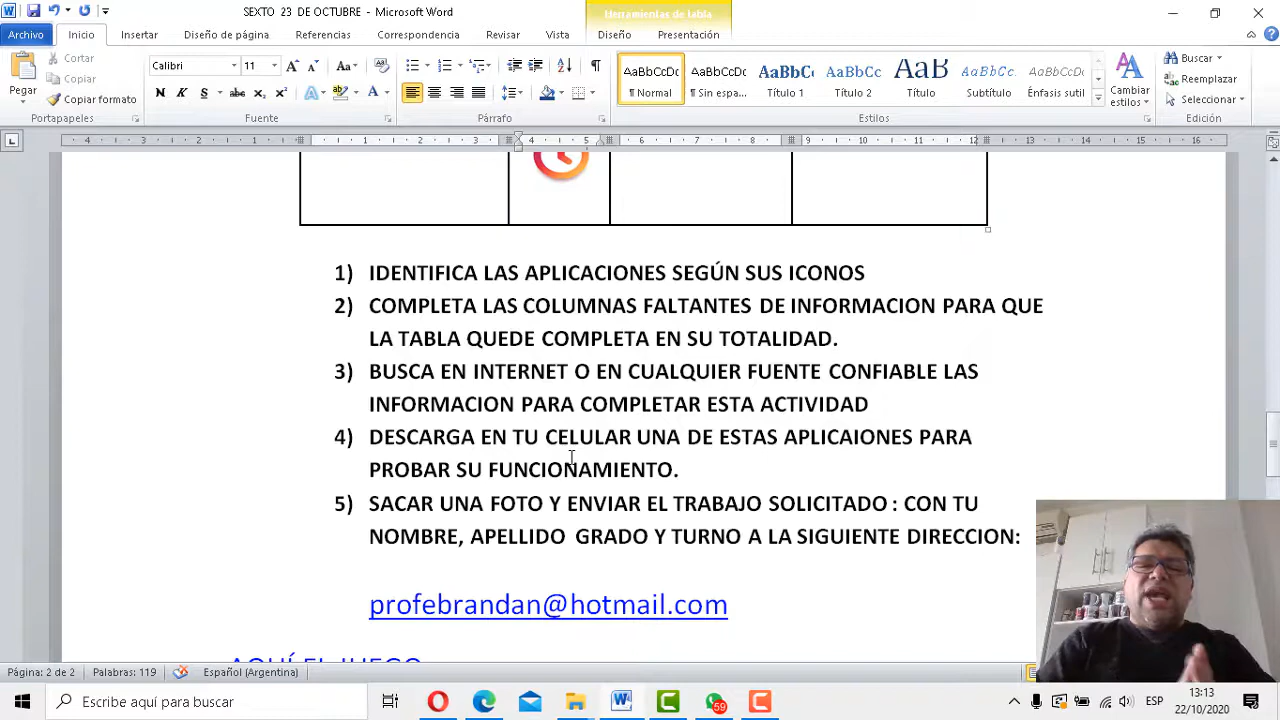 SEXTO 23 DE OCTUBRE - Microsoft Word
Herramientas de tabla
Archivo Inicio Insertar Diseño de página Referencias Correspondencia Revisar Vista Diseño Presentación
Pegar
Cortar
Copiar
Copiar formato
Portapapeles
Calibri 11
Fuente
Párrafo
AaBbCcDc AaBbCcDc AaBbCc AaBbCc AaB AaBbCc. AaBbCcDc
¶ Normal ¶ Sin espa... Título 1 Título 2 Título Subtítulo Énfasis sutil
Estilos
Cambiar estilos
Buscar
Reemplazar
Seleccionar
Edición
1) IDENTIFICA LAS APLICACIONES SEGÚN SUS ICONOS
2) COMPLETA LAS COLUMNAS FALTANTES DE INFORMACION PARA QUE
LA TABLA QUEDE COMPLETA EN SU TOTALIDAD.
3) BUSCA EN INTERNET O EN CUALQUIER FUENTE CONFIABLE LAS
INFORMACION PARA COMPLETAR ESTA ACTIVIDAD
4) DESCARGA EN TU CELULAR UNA DE ESTAS APLICAIONES PARA
PROBAR SU FUNCIONAMIENTO.
5) SACAR UNA FOTO Y ENVIAR EL TRABAJO SOLICITADO : CON TU
NOMBRE, APELLIDO GRADO Y TURNO A LA SIGUIENTE DIRECCION:
profebrandan@hotmail.com
AQUÍ EL JUEGO
Página: 2 de 2 Palabras: 119 Español (Argentina)
Escribe aquí para buscar
59
ESP
13:13
22/10/2020